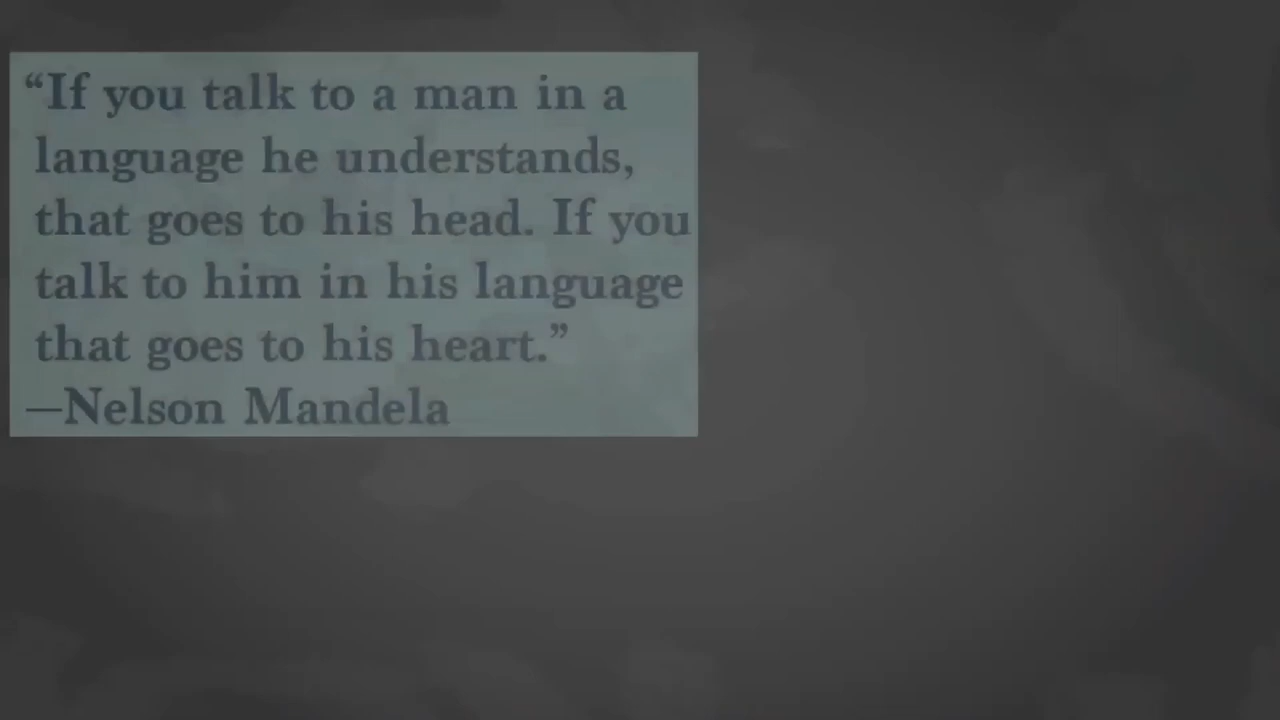 “If you talk to a man in a
language he understands,
that goes to his head. If you
talk to him in his language
that goes to his heart.”
—Nelson Mandela